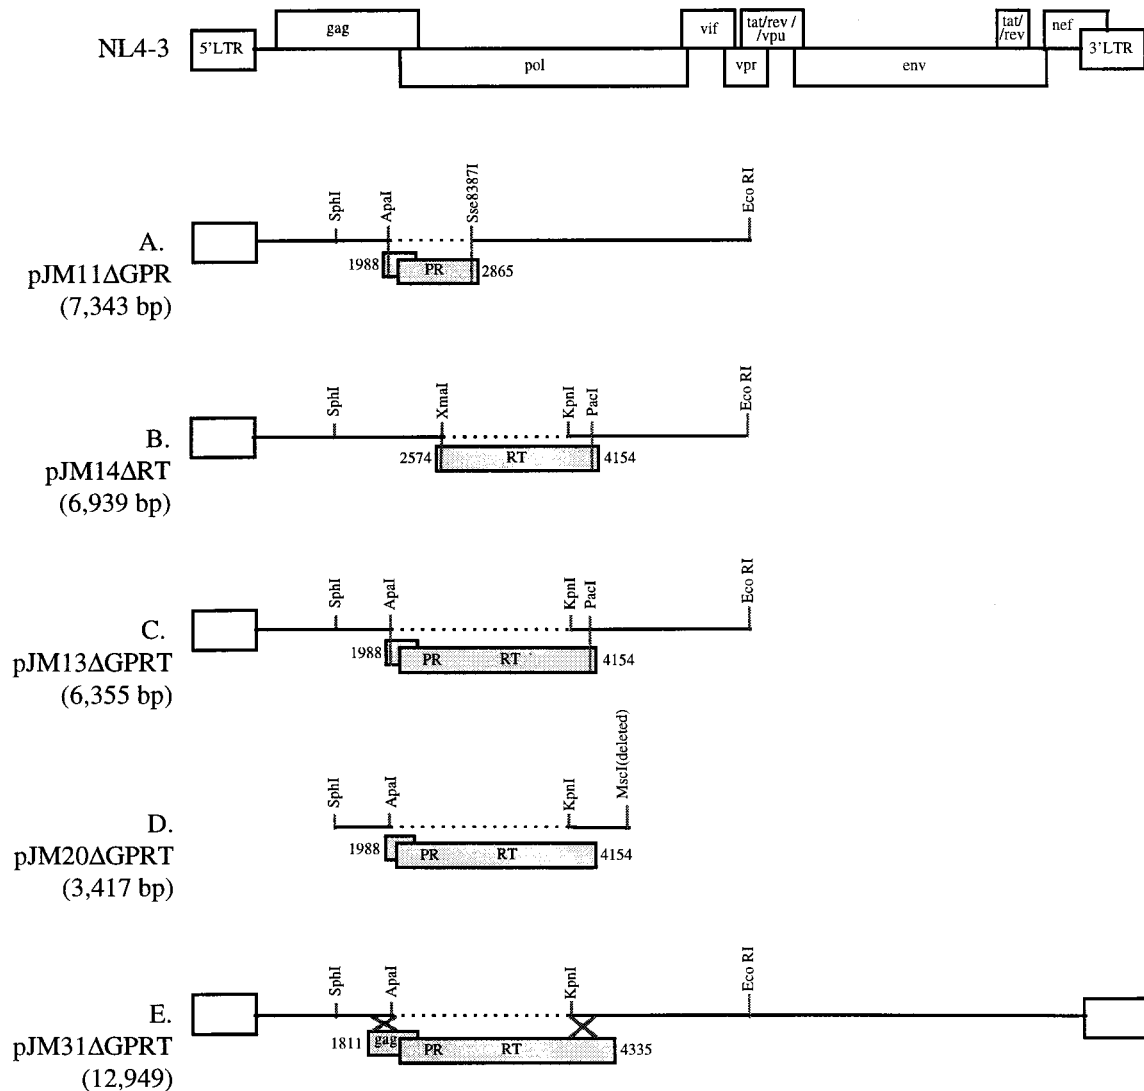 NL4-3
5'LTR
gag
pol
vif
vpr
tat/rev /
/vpu
env
tat/
/rev
nef
3'LTR
A.
pJM11ΔGPR
(7,343 bp)
SphI
ApaI
Sse8387I
Eco RI
1988
PR
2865
B.
pJM14ΔRT
(6,939 bp)
SphI
XmaI
KpnI
PacI
Eco RI
2574
RT
4154
C.
pJM13ΔGPRT
(6,355 bp)
SphI
ApaI
KpnI
PacI
Eco RI
1988
PR
RT
4154
D.
pJM20ΔGPRT
(3,417 bp)
SphI
ApaI
KpnI
MscI(deleted)
1988
PR
RT
4154
E.
pJM31ΔGPRT
(12,949)
SphI
ApaI
KpnI
Eco RI
1811
gag
PR
RT
4335